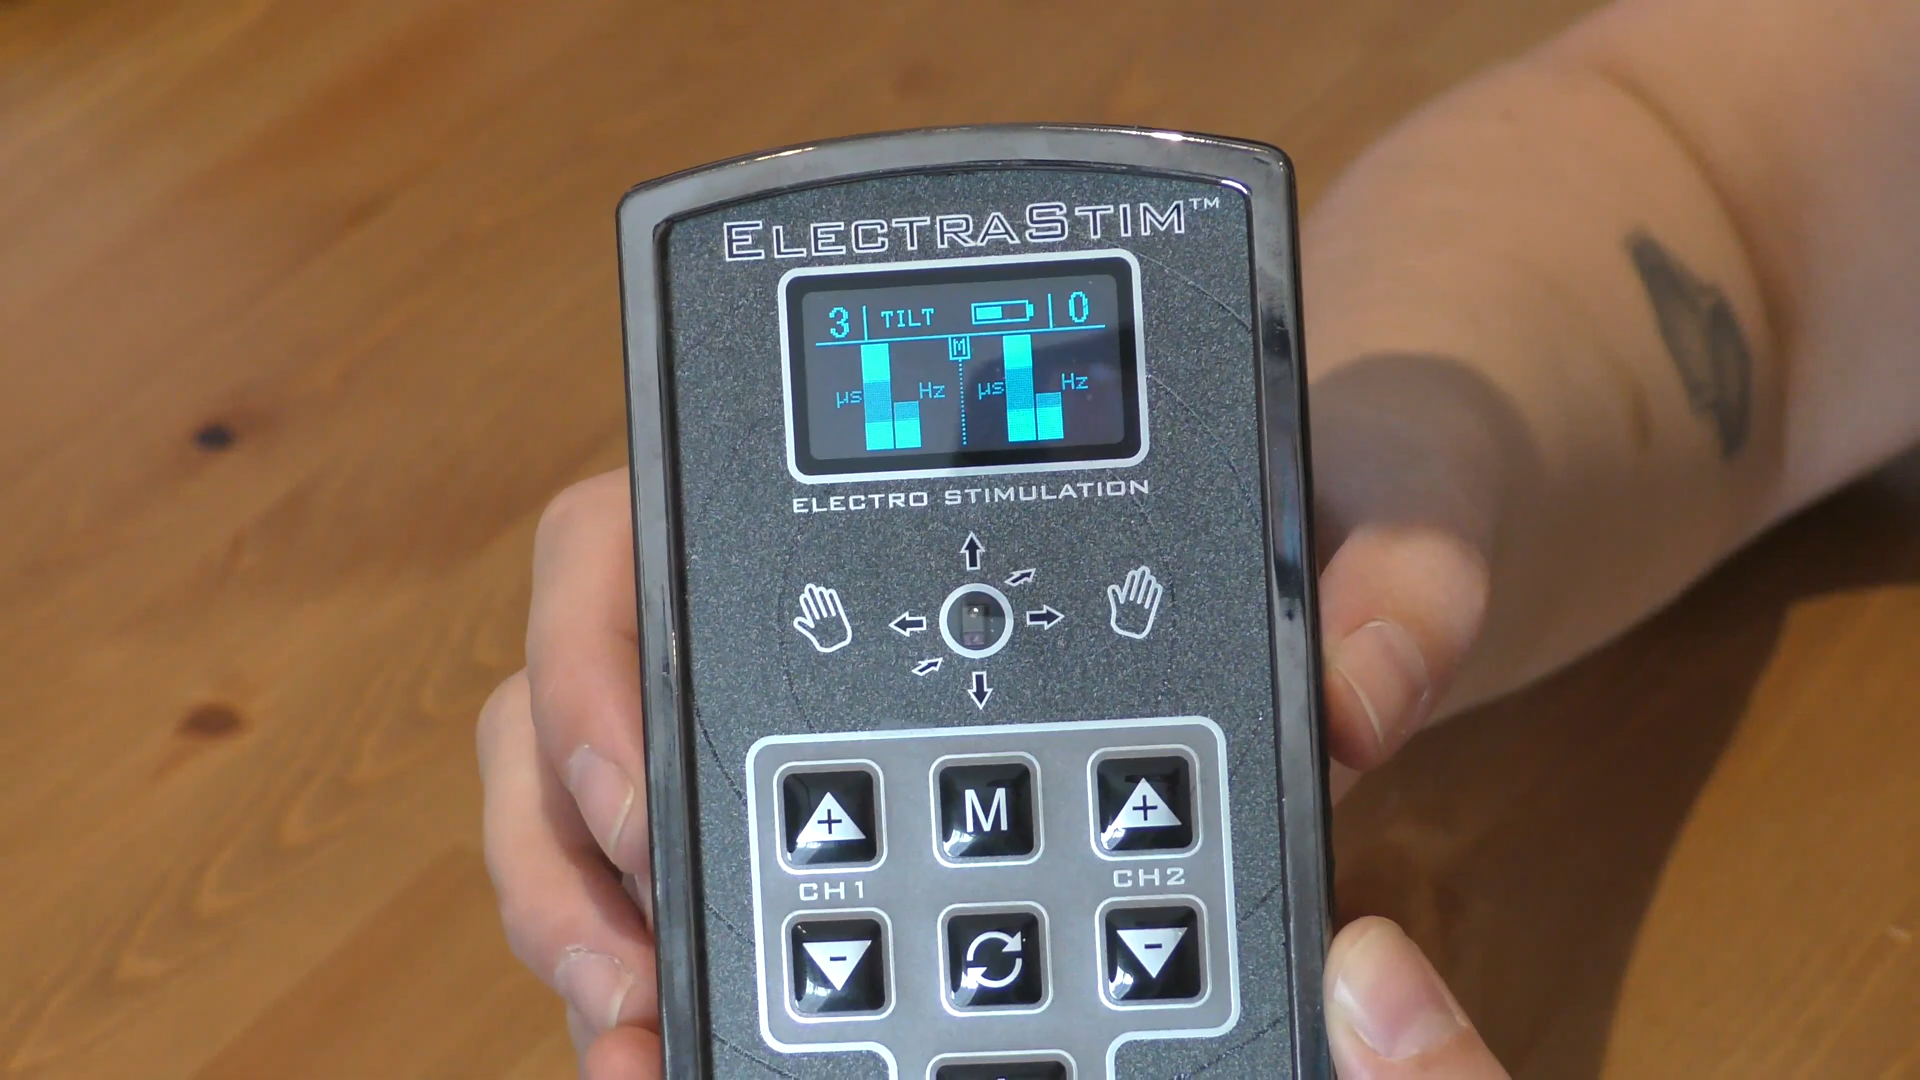 ELECTRASTIM™
3 | TILT | 0
M
µs Hz µs Hz
ELECTRO STIMULATION
+ M +
CH1 CH2
- -